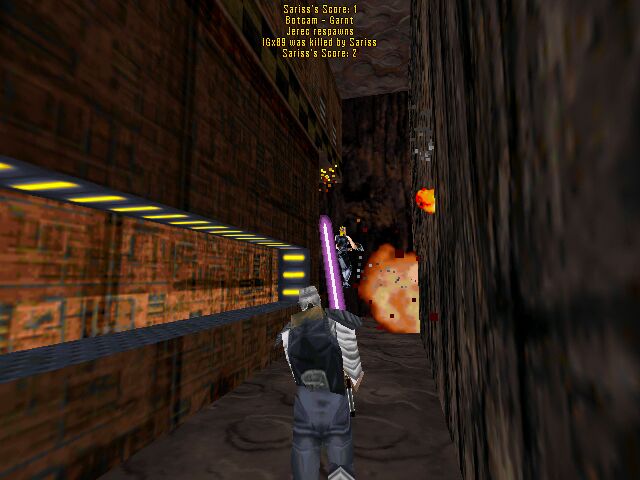 Sariss's Score: 1
Botcam - Garnt
Jerec respawns
IGx89 was killed by Sariss
Sariss's Score: 2